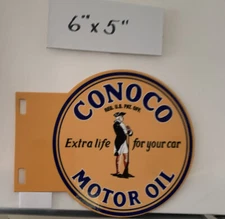 6" x 5"
CONOCO
REG. U.S. PAT. OFF.
Extra life for your car
MOTOR OIL